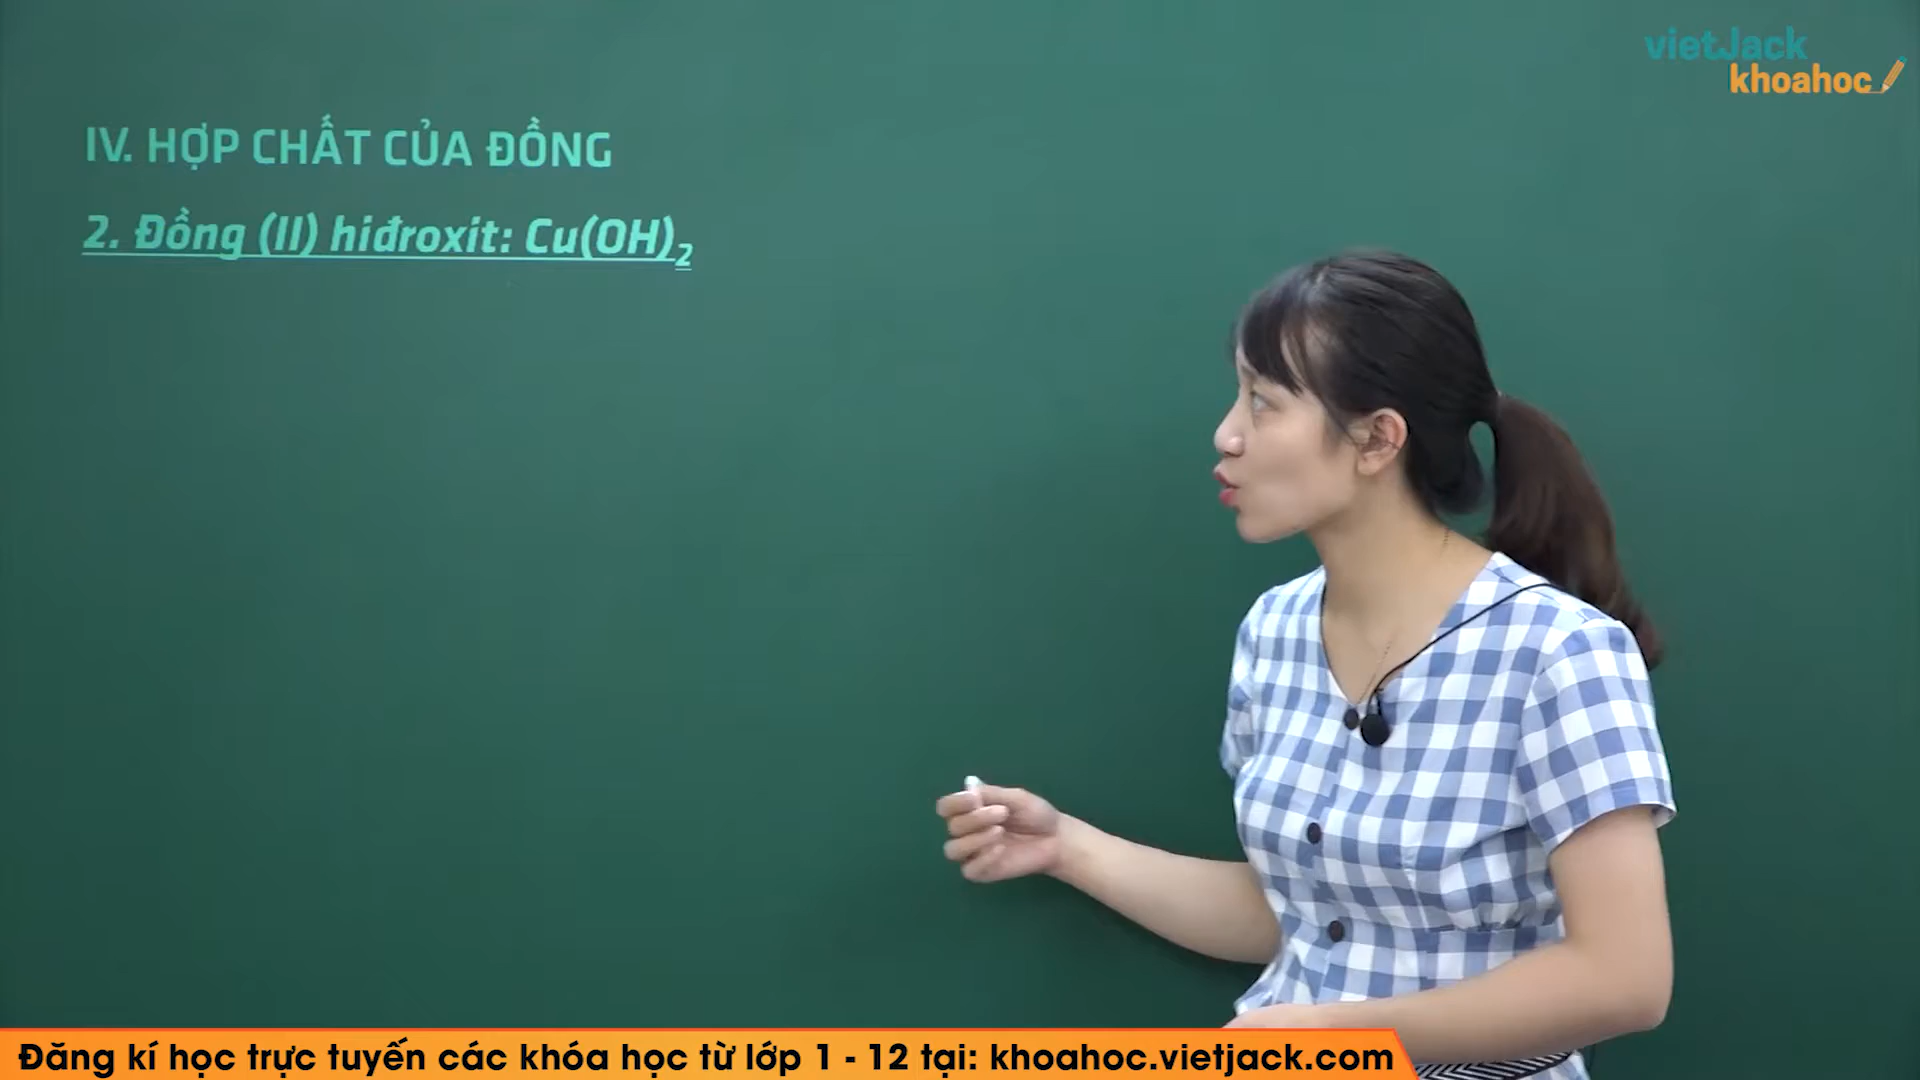 vietJack
khoahoc
IV. HỢP CHẤT CỦA ĐỒNG
2. Đồng (II) hiđroxit: Cu(OH)₂
Đăng kí học trực tuyến các khóa học từ lớp 1 - 12 tại: khoahoc.vietjack.com